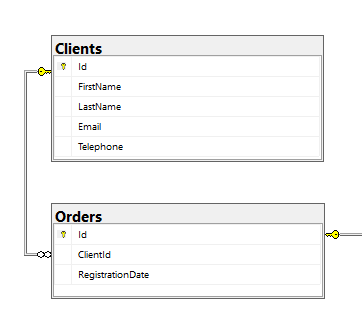 Clients
Id
FirstName
LastName
Email
Telephone
Orders
Id
ClientId
RegistrationDate